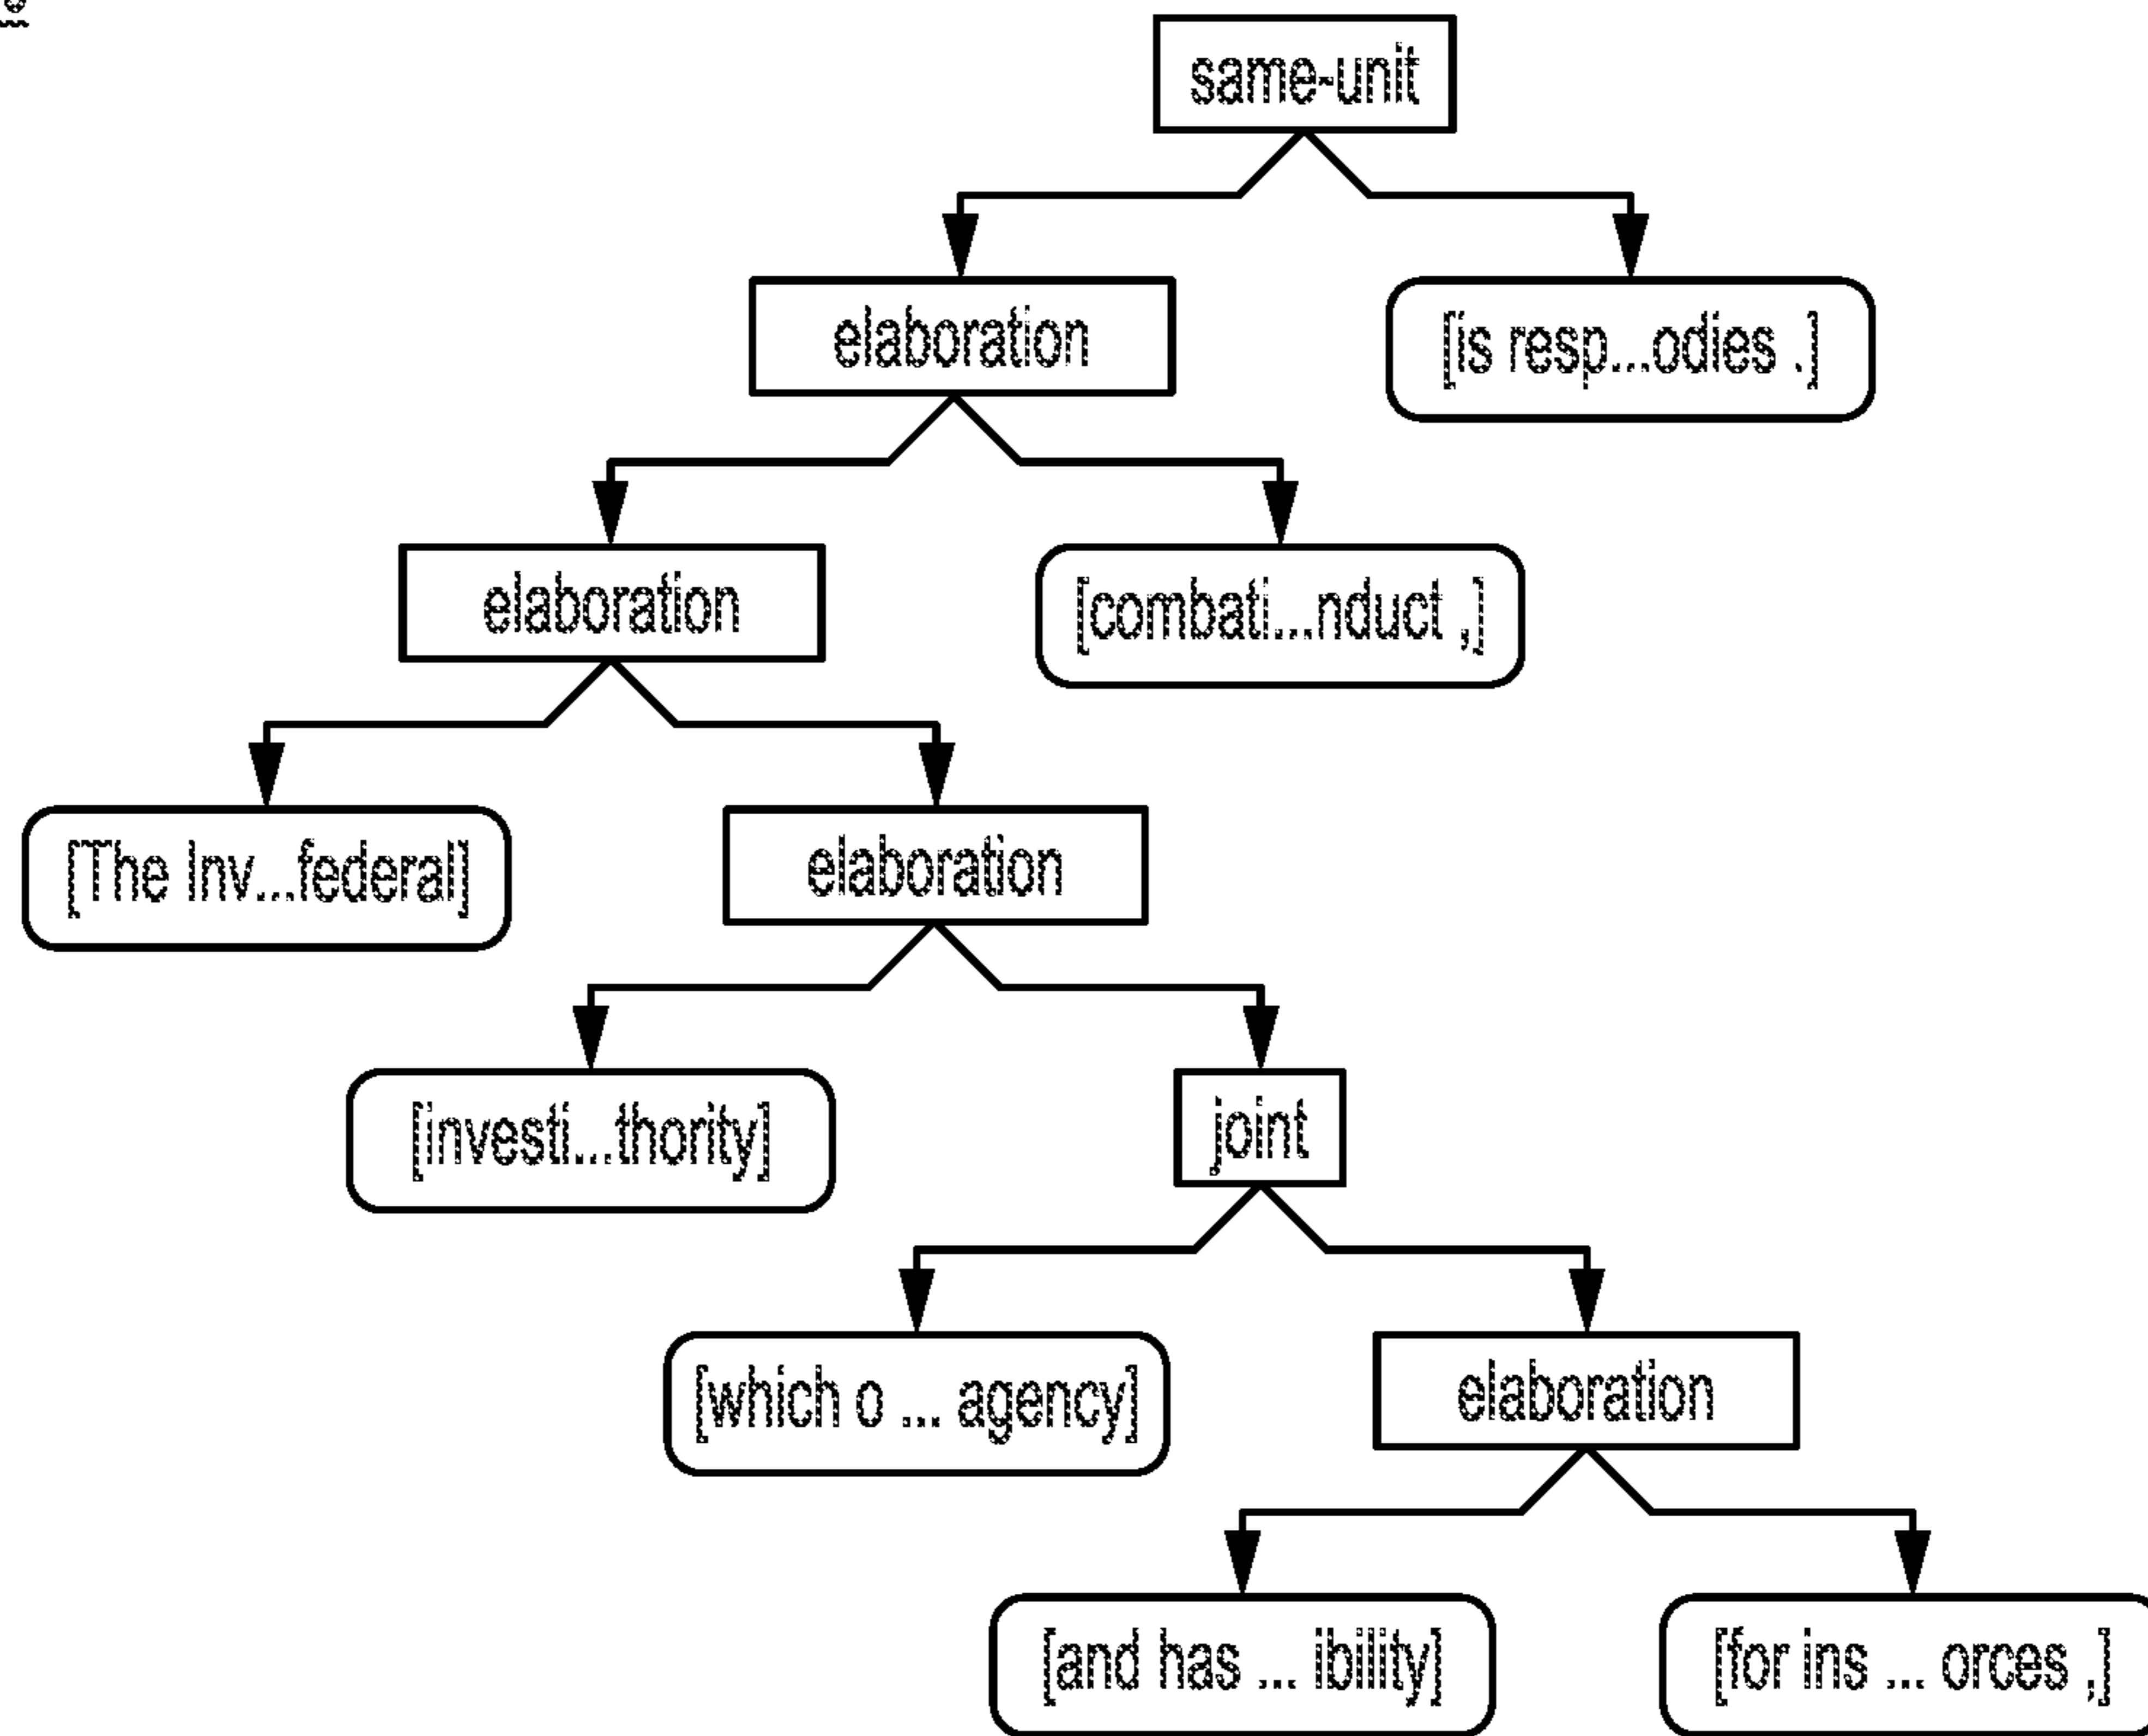 same-unit
elaboration
[is resp...odies .]
elaboration
[combati...nduct ,]
[The Inv...federal]
elaboration
[investi...thority]
joint
[which o ... agency]
elaboration
[and has ... ibility]
[for ins ... orces ,]